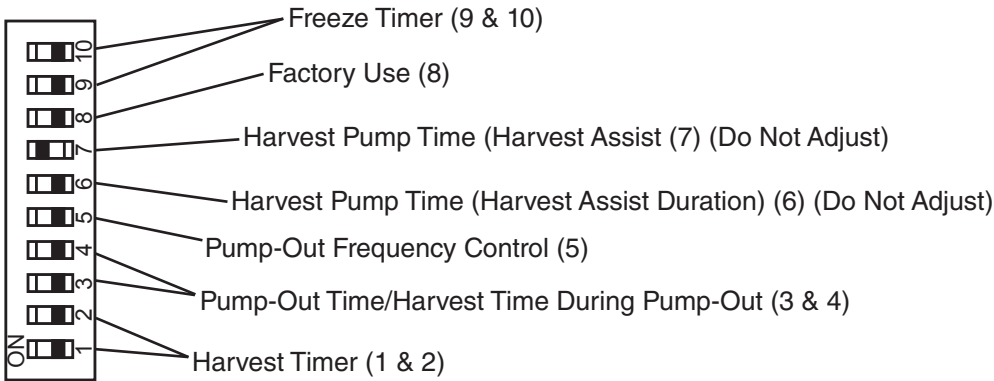 10
Freeze Timer (9 & 10)
9
Factory Use (8)
8
Harvest Pump Time (Harvest Assist (7) (Do Not Adjust)
7
Harvest Pump Time (Harvest Assist Duration) (6) (Do Not Adjust)
6
Pump-Out Frequency Control (5)
5
4
Pump-Out Time/Harvest Time During Pump-Out (3 & 4)
3
2
Harvest Timer (1 & 2)
1
ON